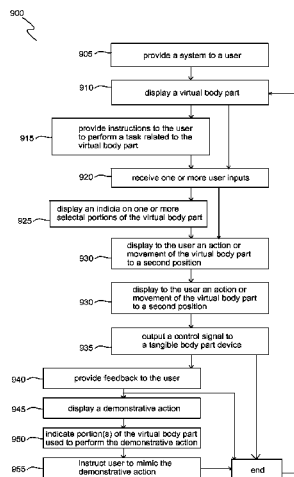 900
905
provide a system to a user
910
display a virtual body part
915
provide instructions to the user
to perform a task related to the
virtual body part
920
receive one or more user inputs
925
display an indicia on one or more
selectal portions of the virtual body part
930
display to the user an action or
movement of the virtual body part
to a second position
930
display to the user an action or
movement of the virtual body part
to a second position
935
output a control signal to
a tangible body part device
940
provide feedback to the user
945
display a demonstrative action
950
indicate portion(s) of the virtual body part
used to perform the demonstrative action
955
Instruct user to mimic the
demonstrative action
end